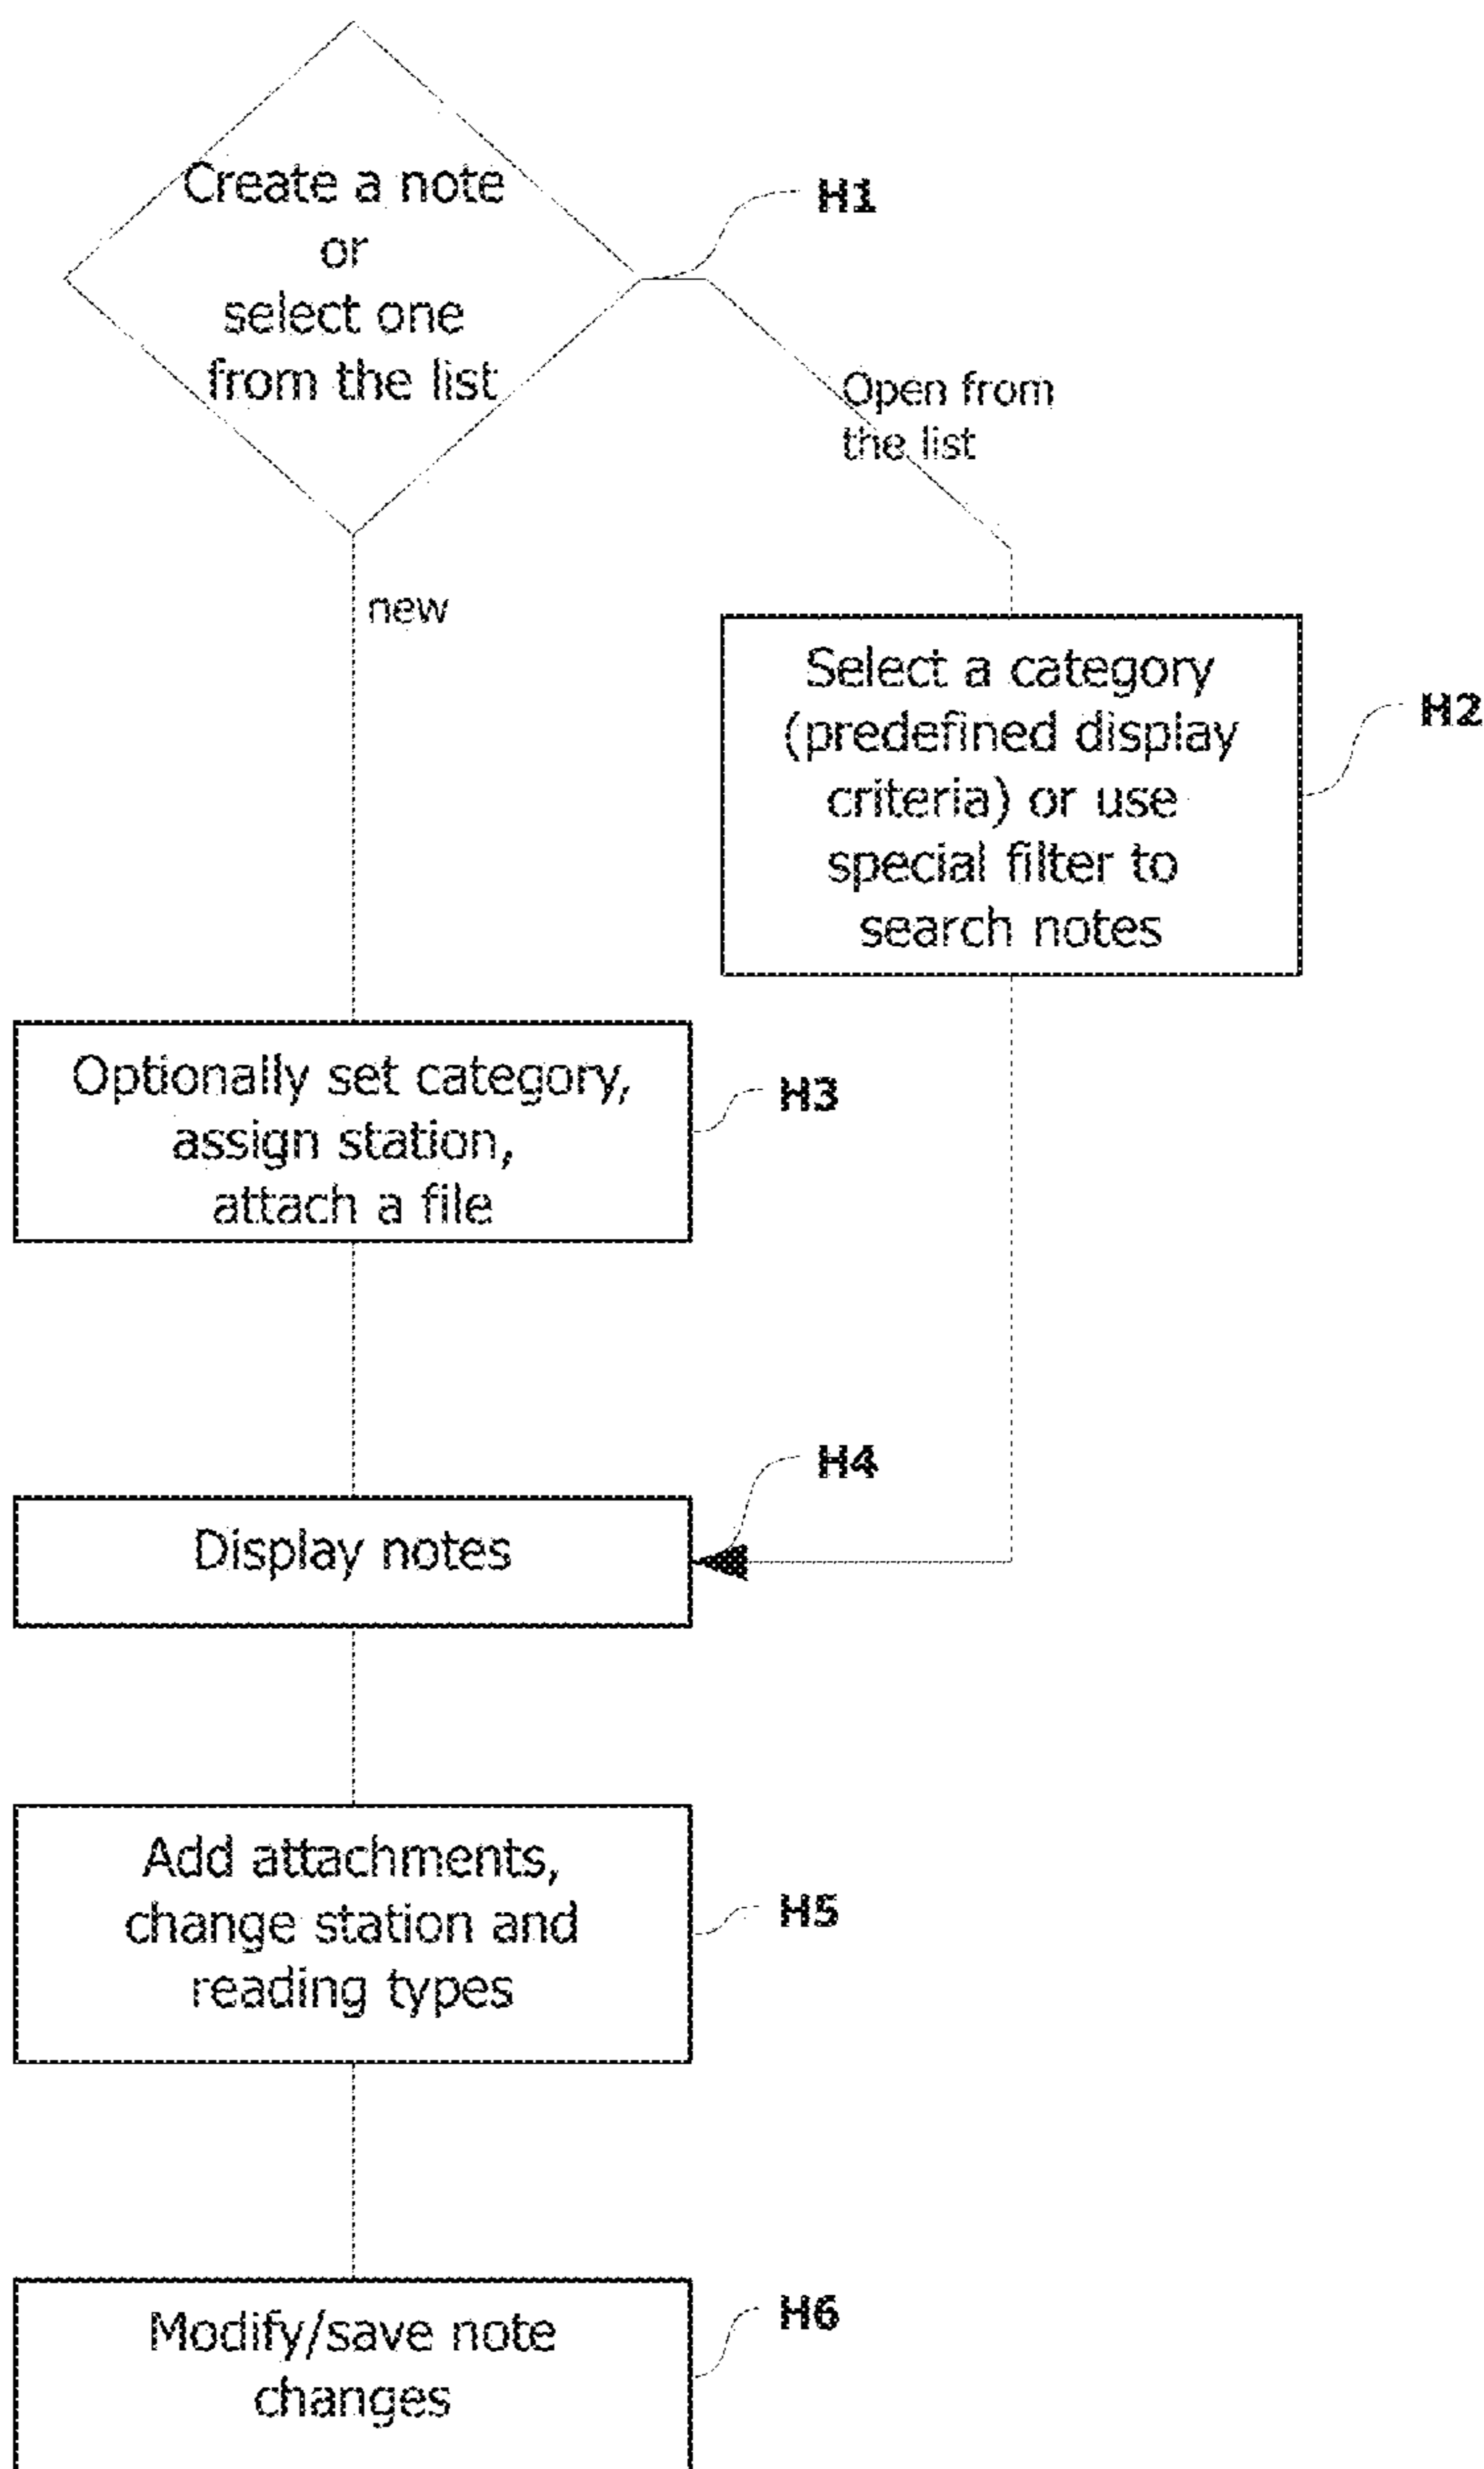 Create a note
or
select one
from the list
H1
Open from
the list
new
Select a category
(predefined display
criteria) or use
special filter to
search notes
H2
Optionally set category,
assign station,
attach a file
H3
H4
Display notes
Add attachments,
change station and
reading types
H5
Modify/save note
changes
H6